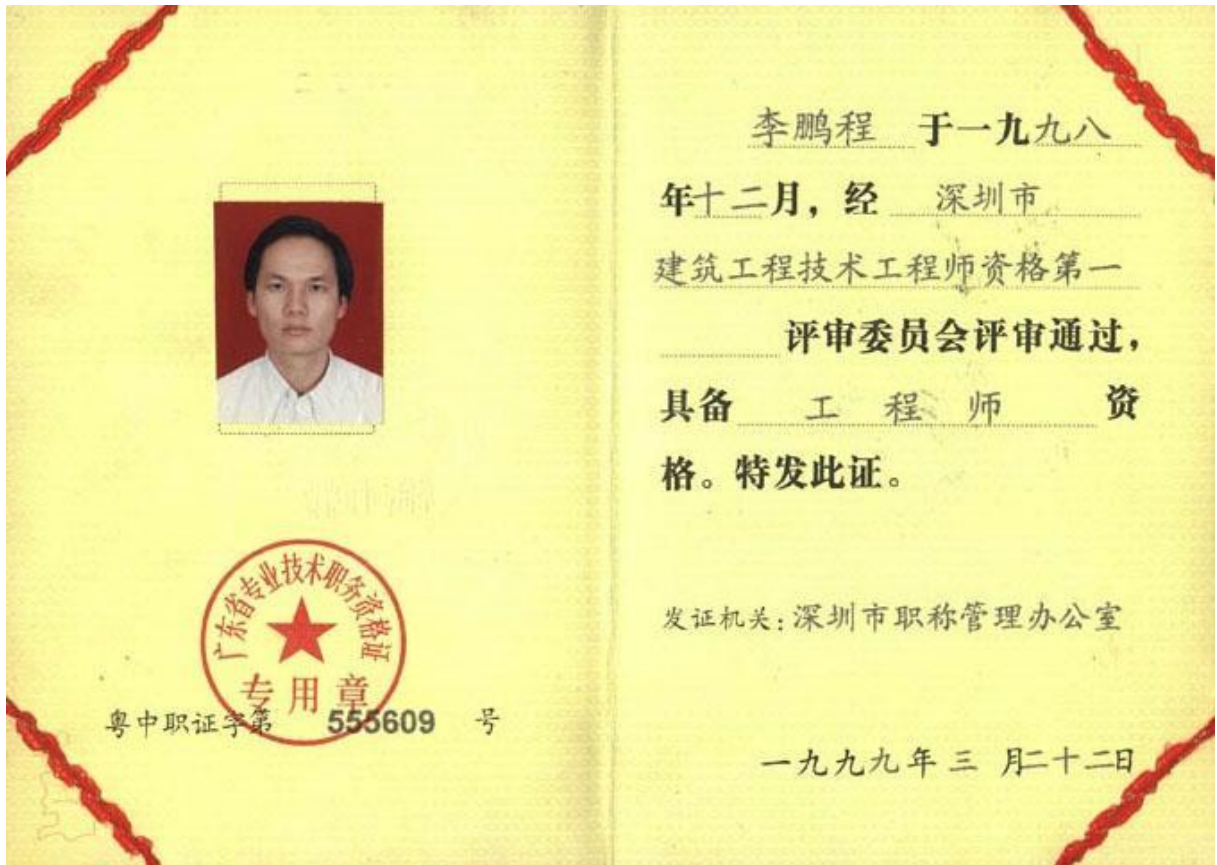 广东省专业技术职务资格证
专用章
粤中职证字第 555609 号
李鹏程 于一九九八
年十二月，经 深圳市
建筑工程技术工程师资格第一
评审委员会评审通过，
具备 工程师 资
格。特发此证。
发证机关：深圳市职称管理办公室
一九九九年三月二十二日